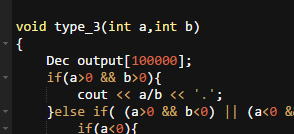 void type_3(int a,int b)
{
Dec output[100000];
if(a>0 && b>0){
cout << a/b << '.';
}else if( (a>0 && b<0) || (a<0 &
if(a<0){